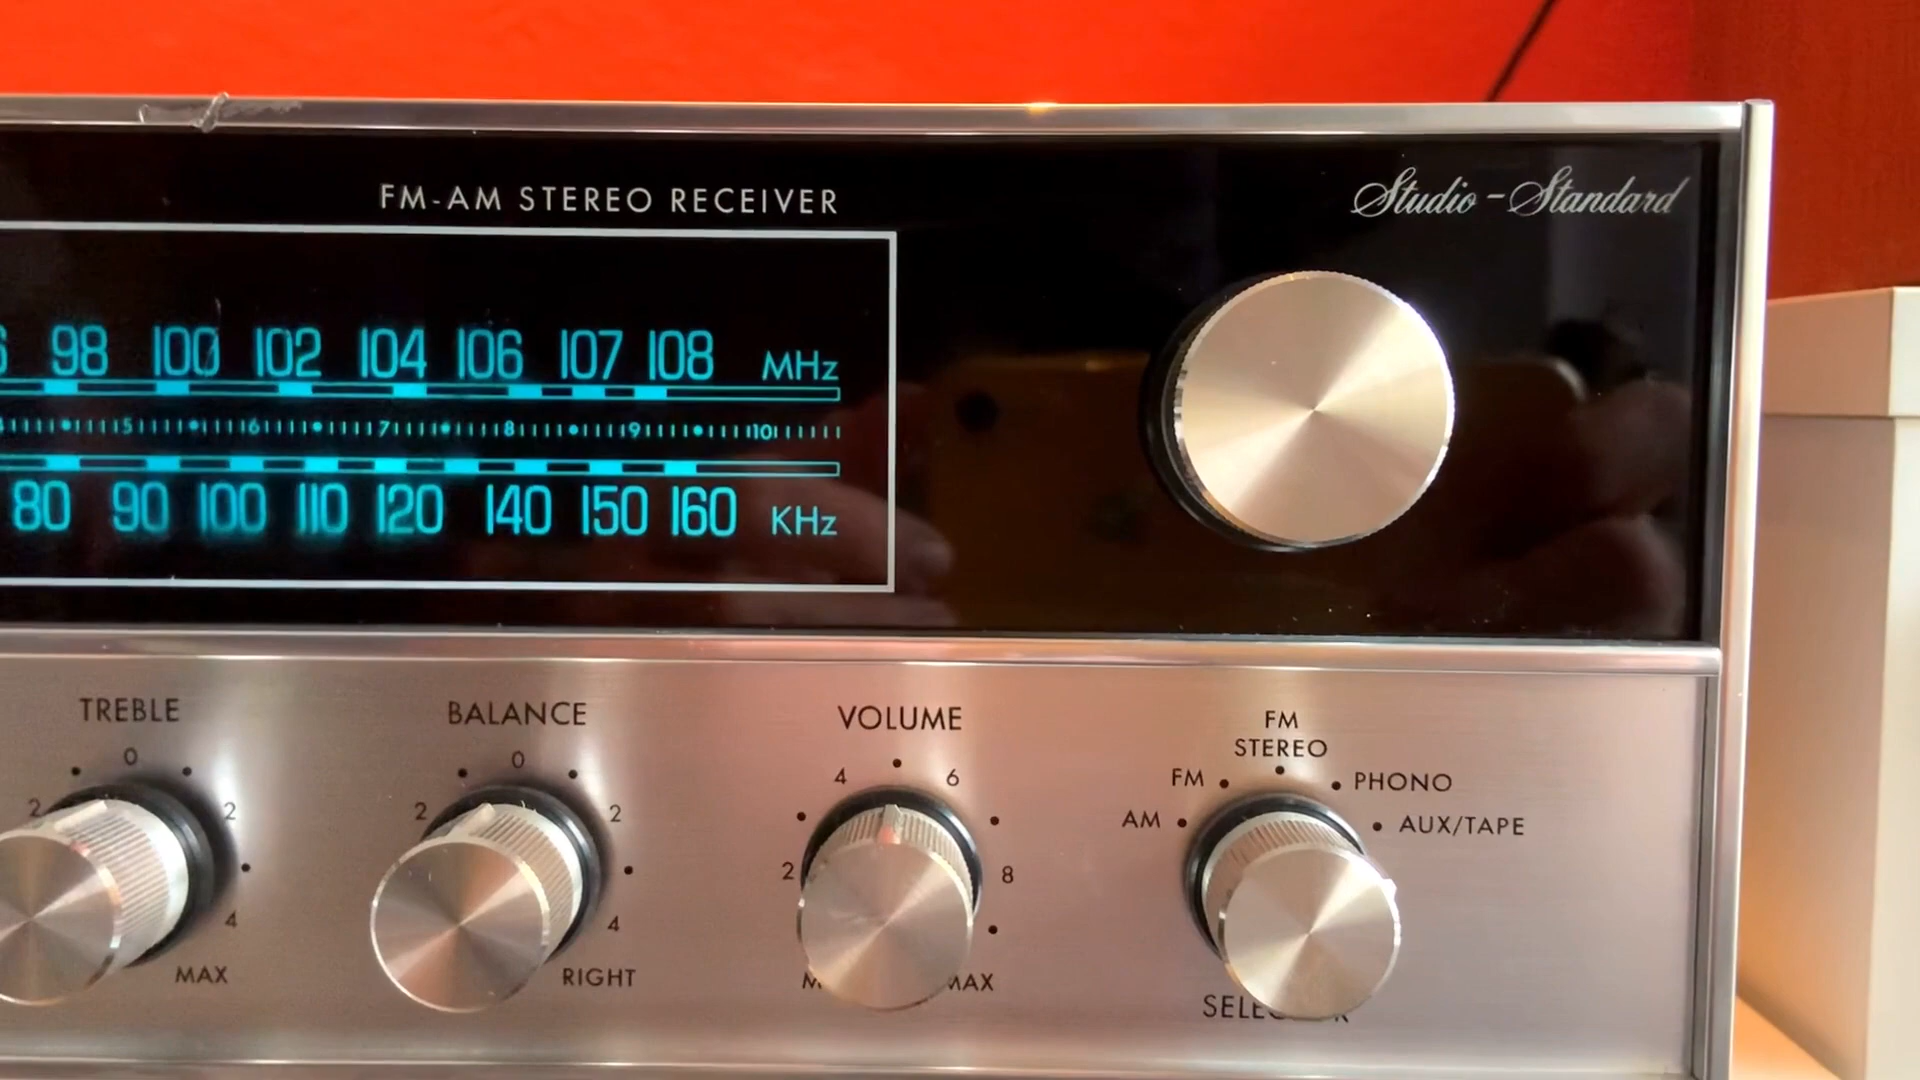 FM-AM STEREO RECEIVER
Studio-Standard
98 100 102 104 106 107 108 MHz
5 6 7 8 9 10
80 90 100 110 120 140 150 160 KHz
TREBLE
0
2 2
4
MAX
BALANCE
0
2 2
4
RIGHT
VOLUME
4 6
2 8
MAX
FM
STEREO
FM PHONO
AM AUX/TAPE